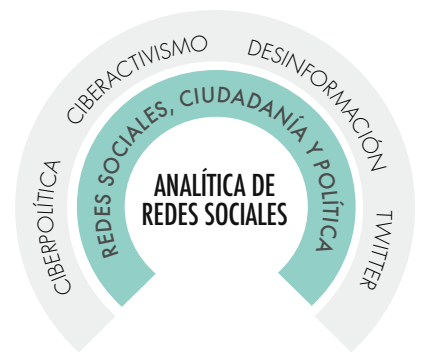 CIBERPOLÍTICA
CIBERACTIVISMO
DESINFORMACIÓN
TWITTER
REDES SOCIALES, CIUDADANÍA Y POLÍTICA
ANALÍTICA DE
REDES SOCIALES